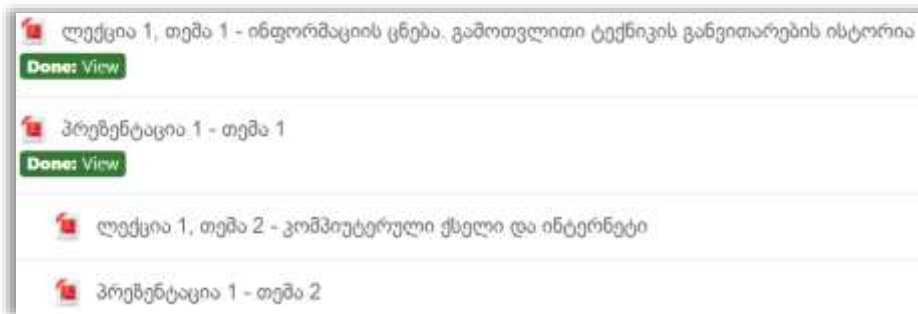 ლექცია 1, თემა 1 - ინფორმაციის ცნება. გამოთვლითი ტექნიკის განვითარების ისტორია
Done: View
პრეზენტაცია 1 - თემა 1
Done: View
ლექცია 1, თემა 2 - კომპიუტერული ქსელი და ინტერნეტი
პრეზენტაცია 1 - თემა 2